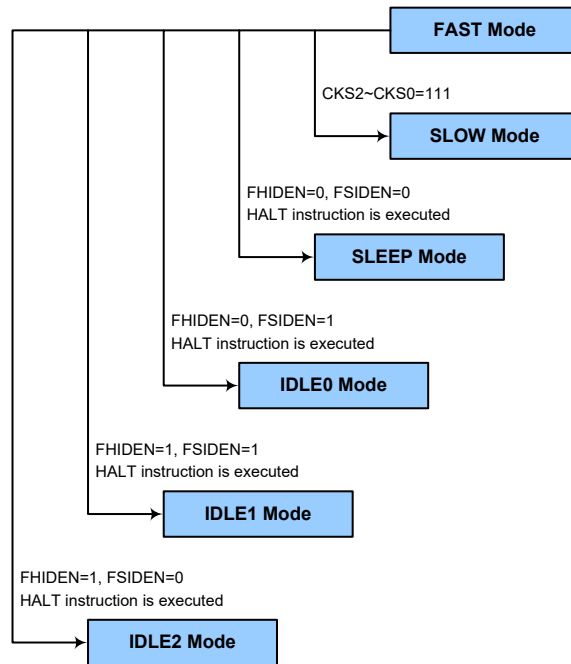 FAST Mode
CKS2~CKS0=111
SLOW Mode
FHIDEN=0, FSIDEN=0
HALT instruction is executed
SLEEP Mode
FHIDEN=0, FSIDEN=1
HALT instruction is executed
IDLE0 Mode
FHIDEN=1, FSIDEN=1
HALT instruction is executed
IDLE1 Mode
FHIDEN=1, FSIDEN=0
HALT instruction is executed
IDLE2 Mode